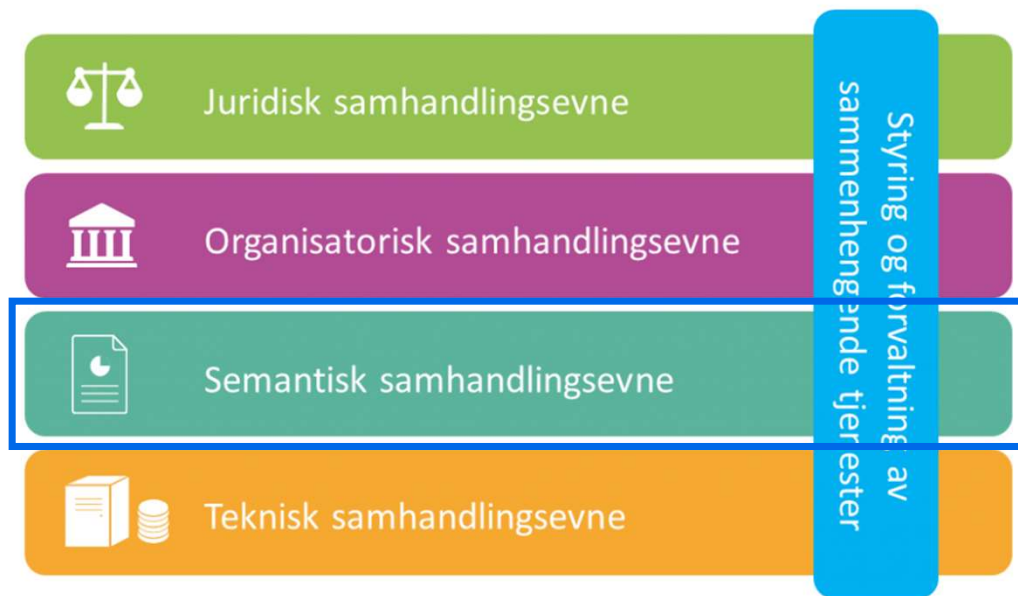 Juridisk samhandlingsevne
Organisatorisk samhandlingsevne
Semantisk samhandlingsevne
Teknisk samhandlingsevne
Styring og forvaltning av
sammenhengende tjenester